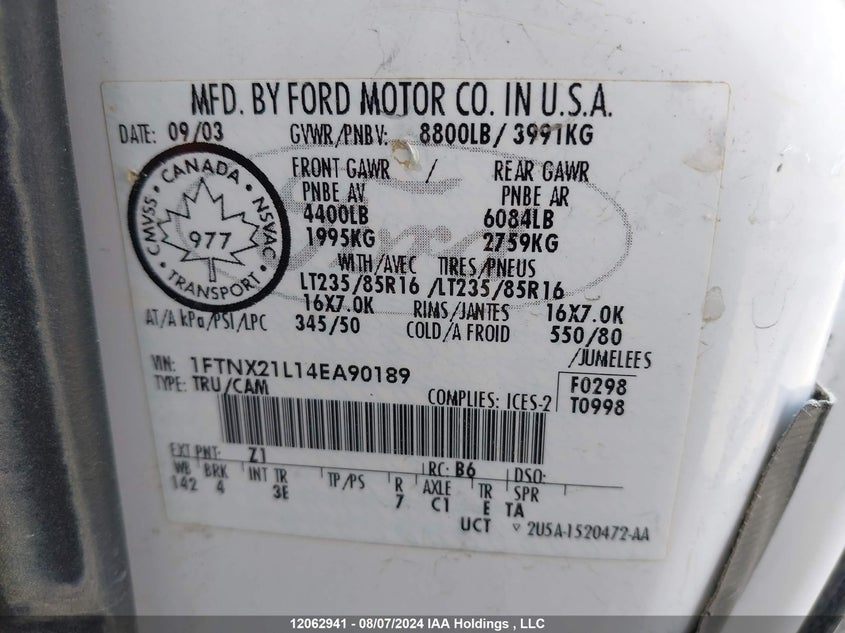 MFD. BY FORD MOTOR CO. IN U.S.A.
DATE: 09/03 GVWR/PNBV: 8800LB/ 3991KG
FRONT GAWR / REAR GAWR
PNBE AV PNBE AR
4400LB 6084LB
1995KG 2759KG
WITH/AVEC TIRES/PNEUS
LT235/85R16 /LT235/85R16
16X7.0K RIMS/JANTES 16X7.0K
AT/A kPa/PSI/LPC 345/50 COLD/A FROID 550/80
/JUMELEES
CANADA
CMVSS NSVAC
977
TRANSPORT
Ford
VIN: 1FTNX21L14EA90189 F0298
TYPE: TRU/CAM COMPLIES: ICES-2 T0998
EXT PNT: Z1 RC: B6 DSO:
WB BRK INT TR TP/PS R AXLE TR SPR
142 4 3E 7 C1 E TA
UCT ▽ 2U5A-1520472-AA
12062941 - 08/07/2024 IAA Holdings , LLC